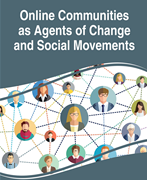 Online Communities
as Agents of Change
and Social Movements